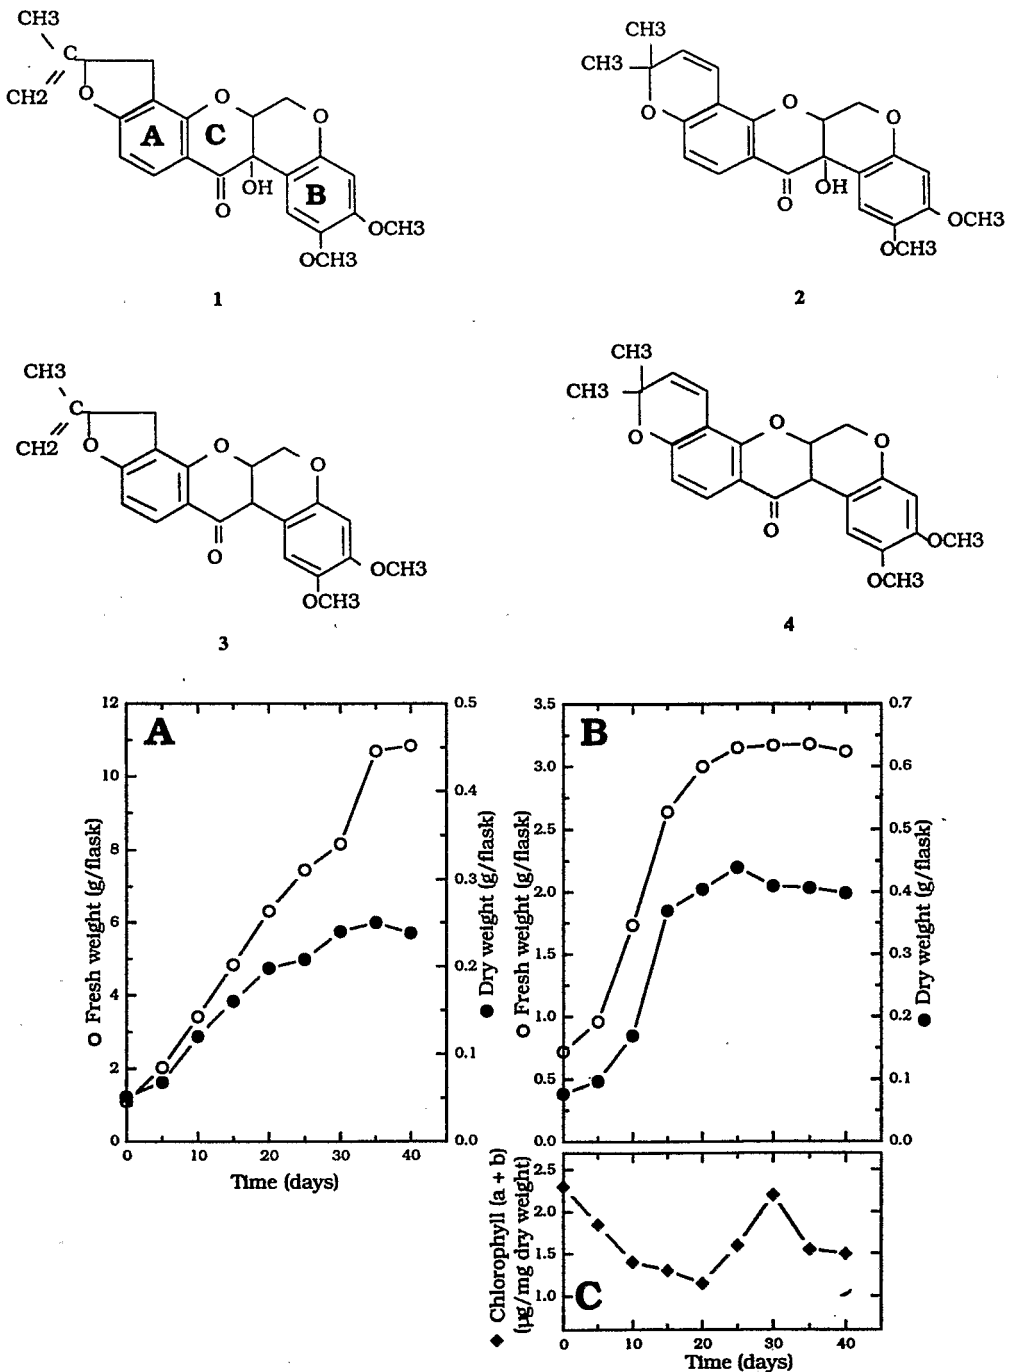 CH3
C
CH2
O
O
O
A
C
B
OH
O
OCH3
OCH3
1
CH3
CH3
O
O
O
OH
O
OCH3
OCH3
2
CH3
C
CH2
O
O
O
O
OCH3
OCH3
3
CH3
CH3
O
O
O
O
OCH3
OCH3
4
A
12
10
8
6
4
2
0
Fresh weight (g/flask)
0.5
0.4
0.3
0.2
0.1
0.0
Dry weight (g/flask)
0 10 20 30 40
Time (days)
B
3.5
3.0
2.5
2.0
1.5
1.0
0.5
0.0
Fresh weight (g/flask)
0.7
0.6
0.5
0.4
0.3
0.2
0.1
0.0
Dry weight (g/flask)
C
2.5
2.0
1.5
1.0
Chlorophyll (a + b)
(µg/mg dry weight)
0 10 20 30 40
Time (days)